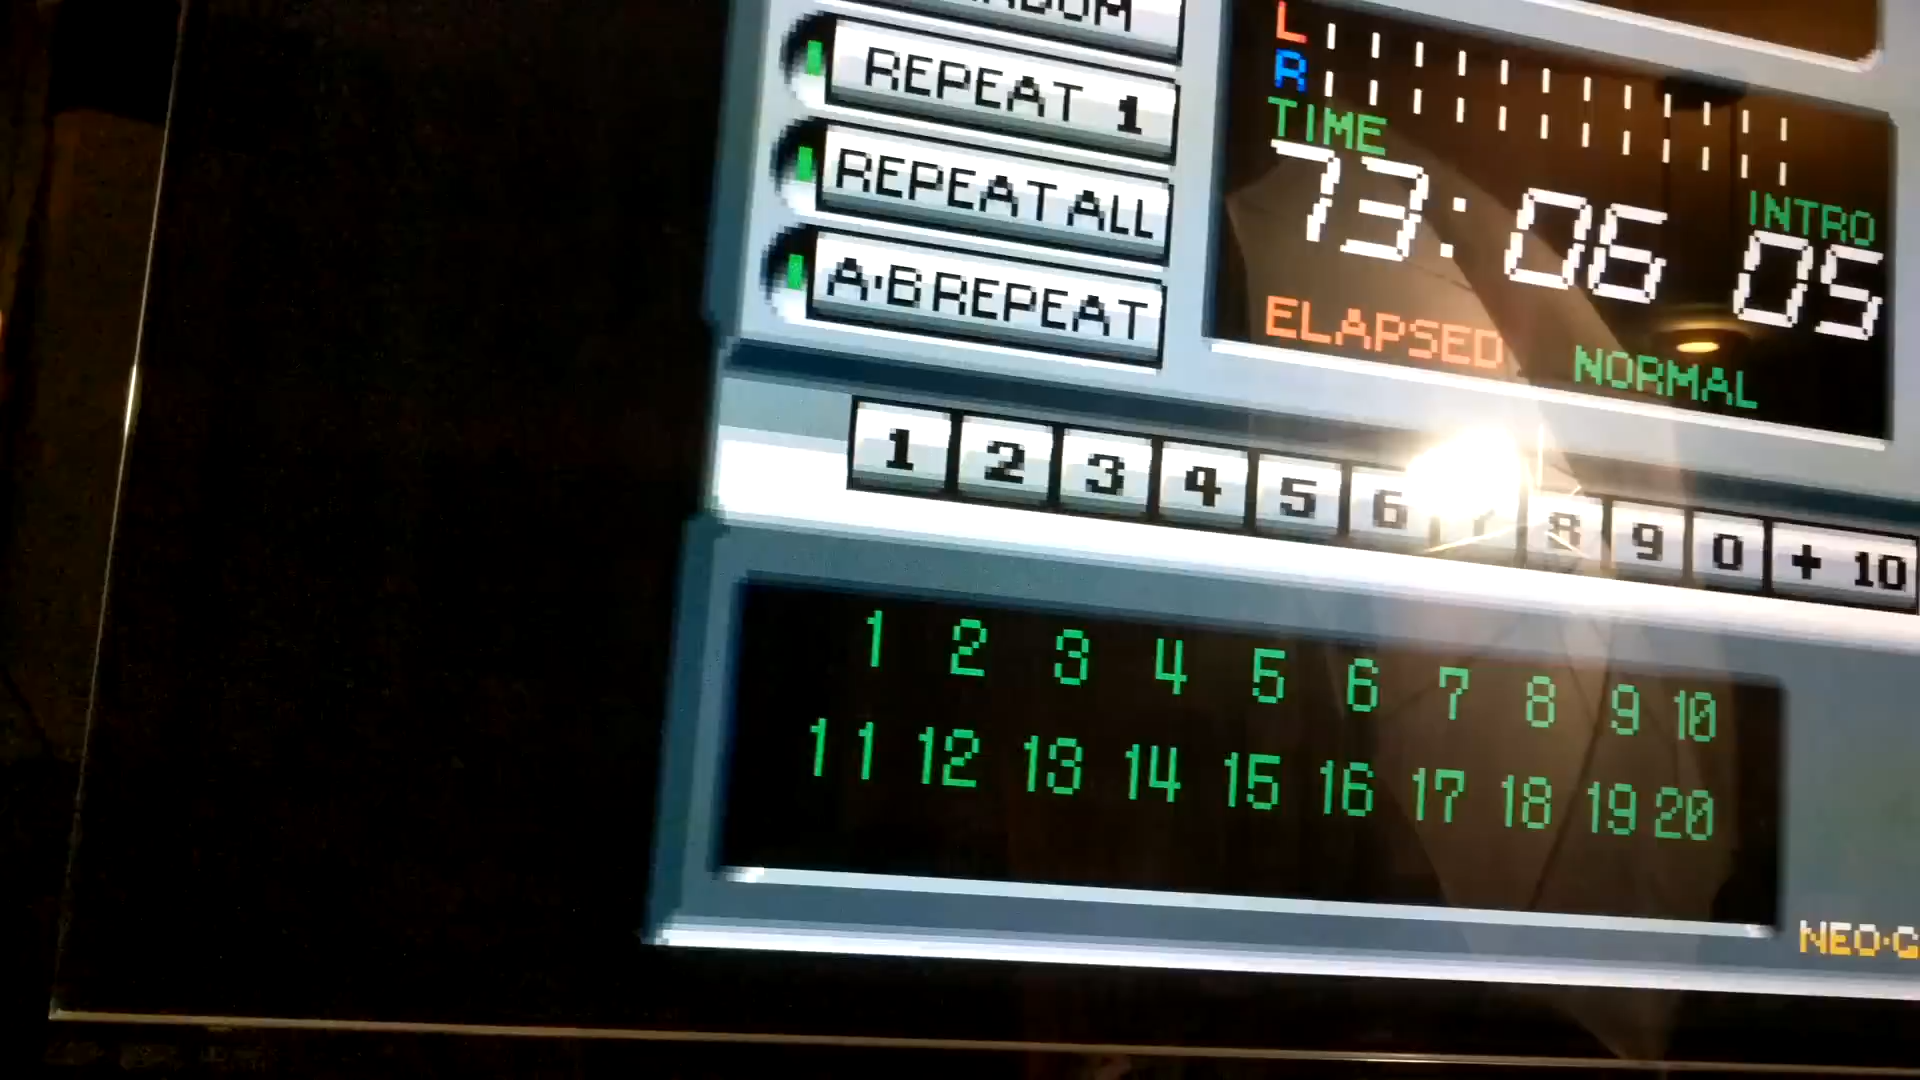 REPEAT 1
REPEAT ALL
A·B REPEAT
L
R
TIME
INTRO
73:06 05
ELAPSED
NORMAL
1 2 3 4 5 6 7 8 9 0 + 10
1 2 3 4 5 6 7 8 9 10
11 12 13 14 15 16 17 18 19 20